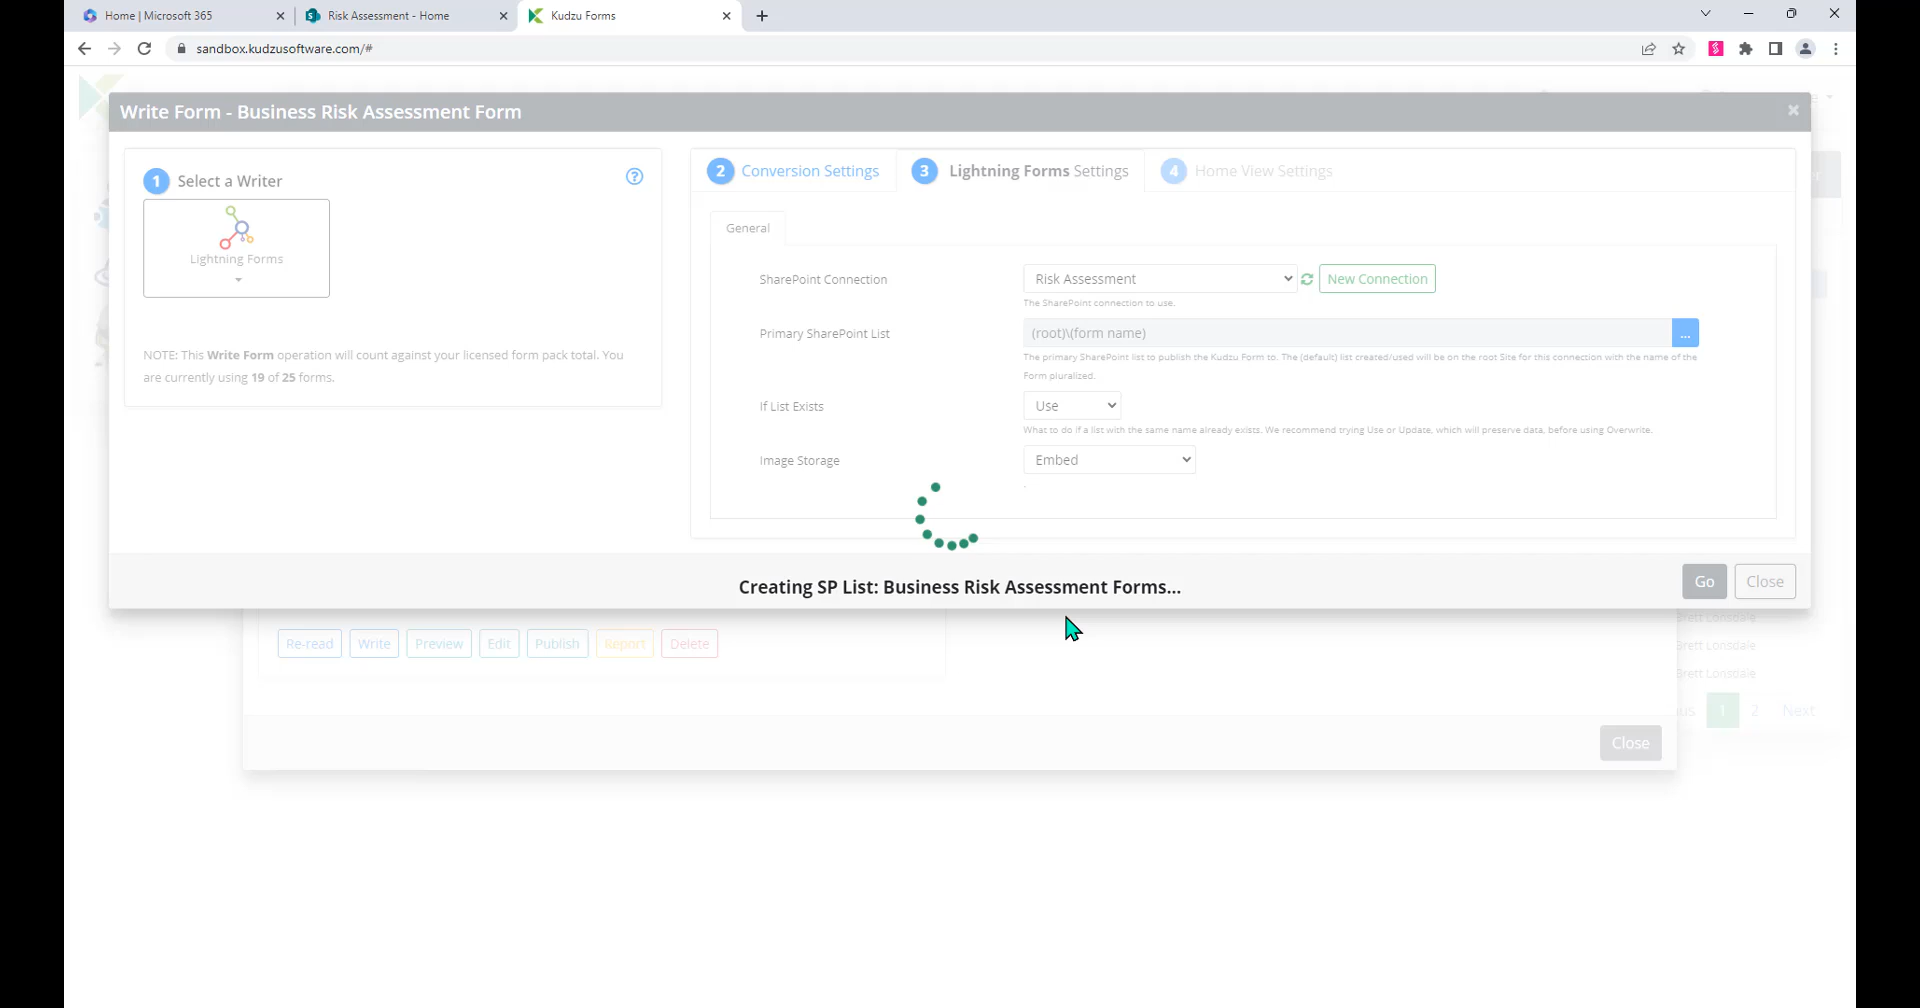 Home | Microsoft 365
Risk Assessment - Home
Kudzu Forms
sandbox.kudzusoftware.com/#
Write Form - Business Risk Assessment Form
1 Select a Writer
Lightning Forms
NOTE: This Write Form operation will count against your licensed form pack total. You
are currently using 19 of 25 forms.
2 Conversion Settings
3 Lightning Forms Settings
4 Home View Settings
General
SharePoint Connection
Risk Assessment
New Connection
The SharePoint connection to use.
Primary SharePoint List
(root)\(form name)
...
The primary SharePoint list to publish the Kudzu Form to. The (default) list created/used will be on the root Site for this connection with the name of the
Form pluralized.
If List Exists
Use
What to do if a list with the same name already exists. We recommend trying Use or Update, which will preserve data, before using Overwrite.
Image Storage
Embed
.
Creating SP List: Business Risk Assessment Forms...
Go
Close
Re-read
Write
Preview
Edit
Publish
Report
Delete
Brett Lonsdale
Brett Lonsdale
Brett Lonsdale
1
2
Next
Close